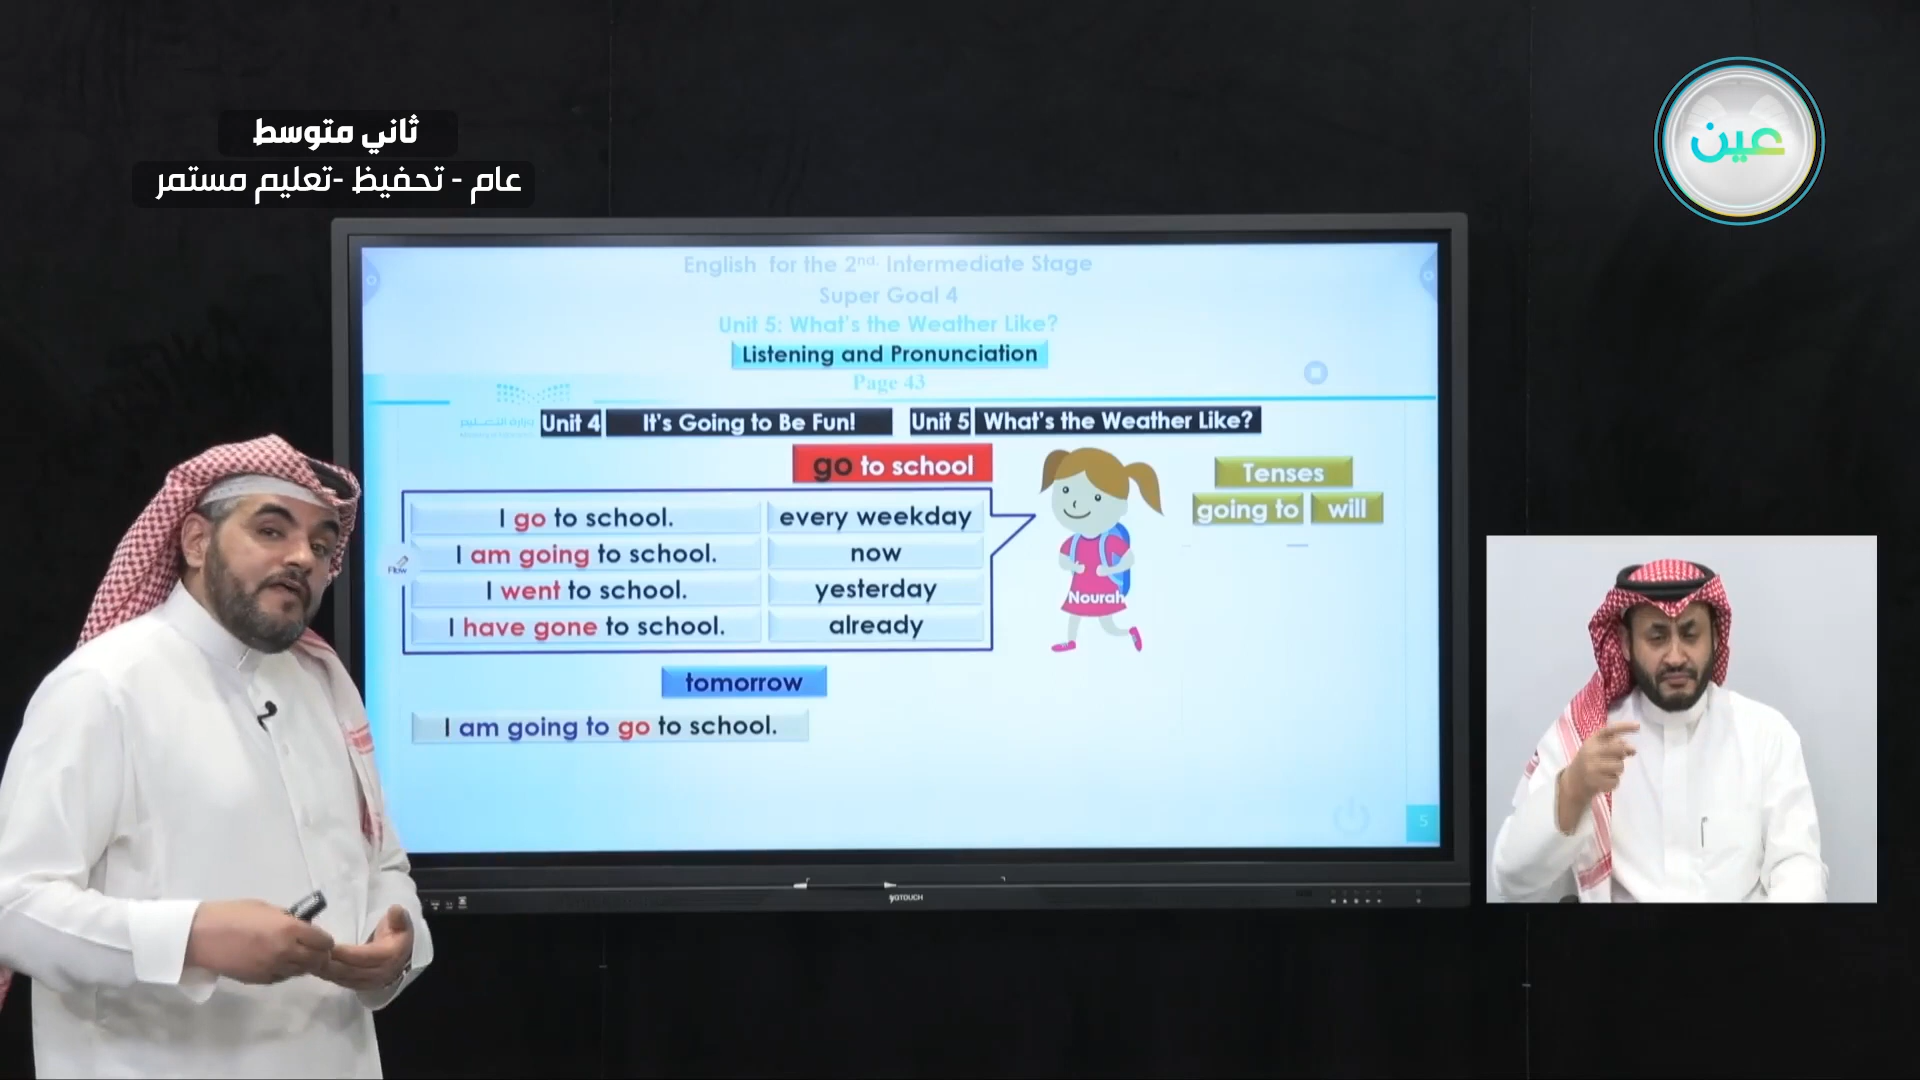 ثاني متوسط
عام - تحفيظ -تعليم مستمر
عين
English for the 2nd. Intermediate Stage
Super Goal 4
Unit 5: What's the Weather Like?
Listening and Pronunciation
Page 43
وزارة التعليم
Unit 4 It's Going to Be Fun! Unit 5 What's the Weather Like?
go to school
Tenses
going to will
I go to school. every weekday
I am going to school. now
I went to school. yesterday
I have gone to school. already
Nourah
tomorrow
I am going to go to school.
5